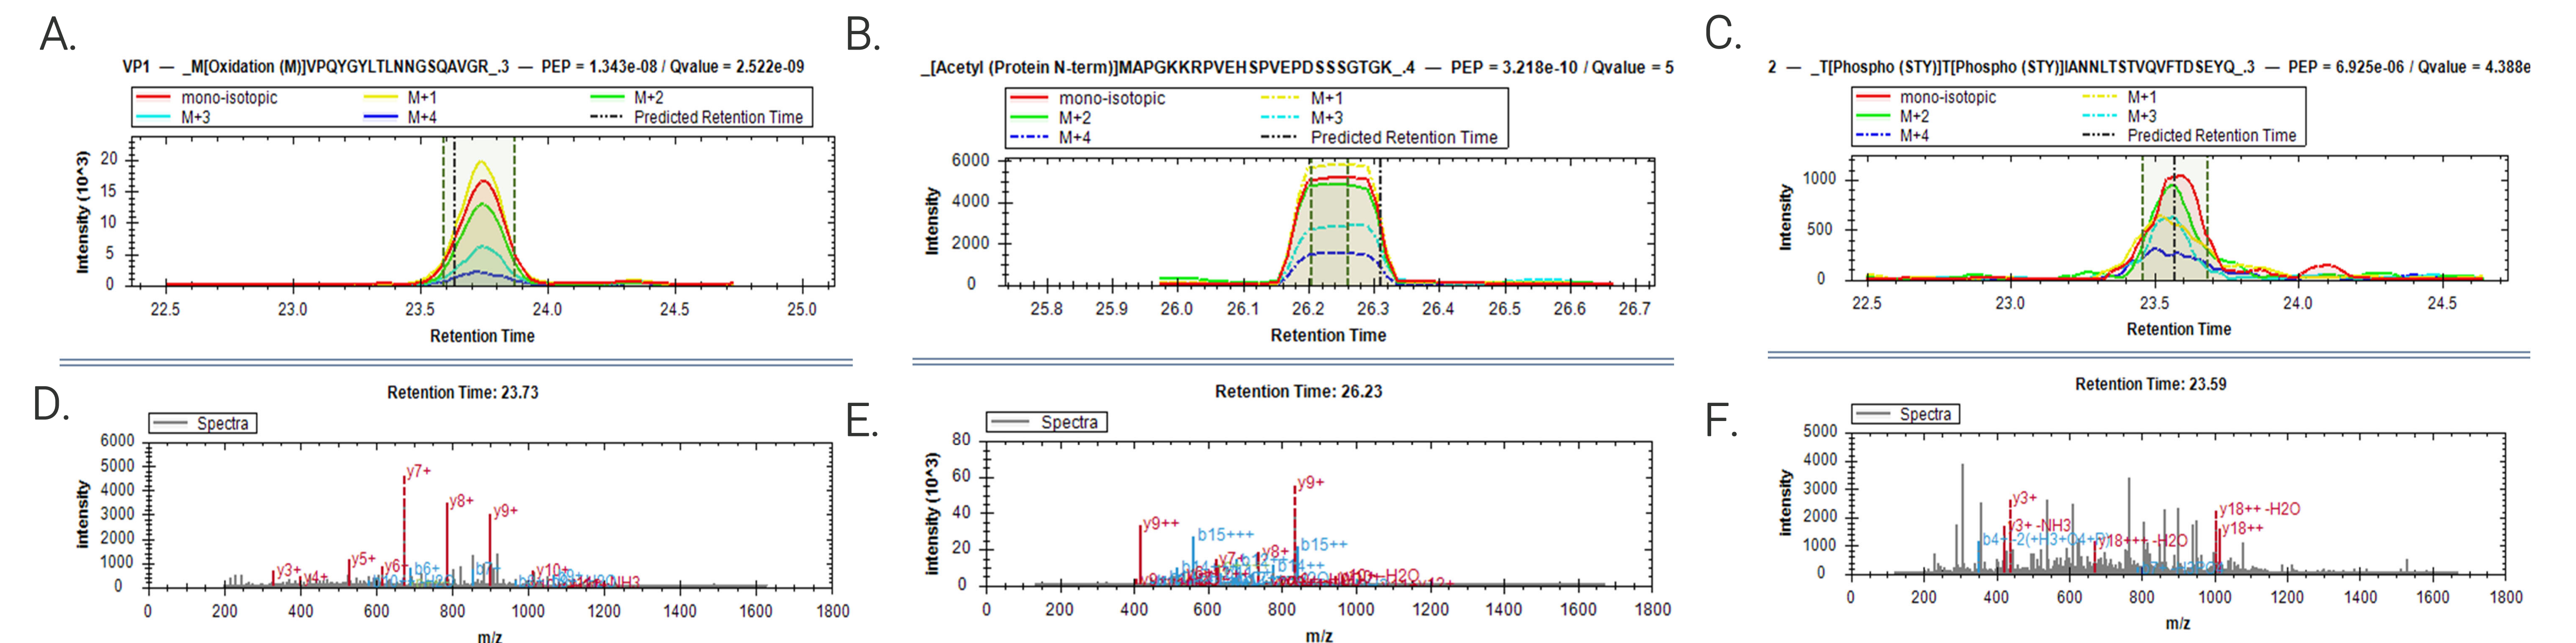 A.
VP1 — _M[Oxidation (M)]VPQYGYLTLNNGSQAVGR_.3 — PEP = 1.343e-08 / Qvalue = 2.522e-09
mono-isotopic M+1 M+2
M+3 M+4 Predicted Retention Time
Intensity (10^3)
20
15
10
5
0
22.5 23.0 23.5 24.0 24.5 25.0
Retention Time
B.
_[Acetyl (Protein N-term)]MAPGKKRPVEHSPVEPDSSSGTGK_.4 — PEP = 3.218e-10 / Qvalue = 5
mono-isotopic M+1
M+2 M+3
M+4 Predicted Retention Time
Intensity
6000
4000
2000
0
25.8 25.9 26.0 26.1 26.2 26.3 26.4 26.5 26.6 26.7
Retention Time
C.
2 — _T[Phospho (STY)]T[Phospho (STY)]IANNLTSTVQVFTDSEYQ_.3 — PEP = 6.925e-06 / Qvalue = 4.388e
mono-isotopic M+1
M+2 M+3
M+4 Predicted Retention Time
Intensity
1000
500
0
22.5 23.0 23.5 24.0 24.5
Retention Time
D.
Retention Time: 23.73
Spectra
intensity
6000
5000
4000
3000
2000
1000
0
y7+
y8+
y9+
y5+
y3+
y4+
y6+
b6+
y10+
0 200 400 600 800 1000 1200 1400 1600 1800
m/z
E.
Retention Time: 26.23
Spectra
intensity (10^3)
80
60
40
20
0
y9+
y9++
b15+++
b15++
y7+
y8+
0 200 400 600 800 1000 1200 1400 1600 1800
m/z
F.
Retention Time: 23.59
Spectra
intensity
5000
4000
3000
2000
1000
0
y3+
y3+ -NH3
y18++ -H2O
y18++
y18+++ -H2O
0 200 400 600 800 1000 1200 1400 1600 1800
m/z